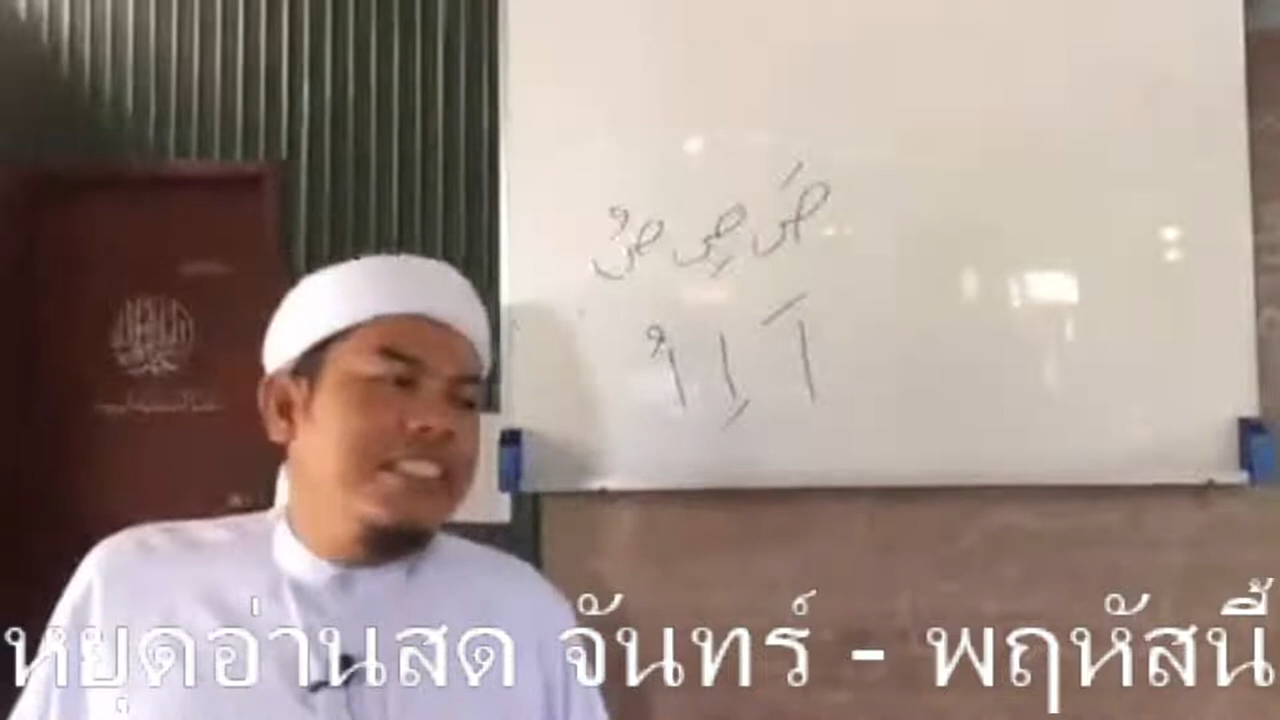 صَ صِ صُ
اَ اِ اُ
หยุดอ่านสด จันทร์ - พฤหัสนี้